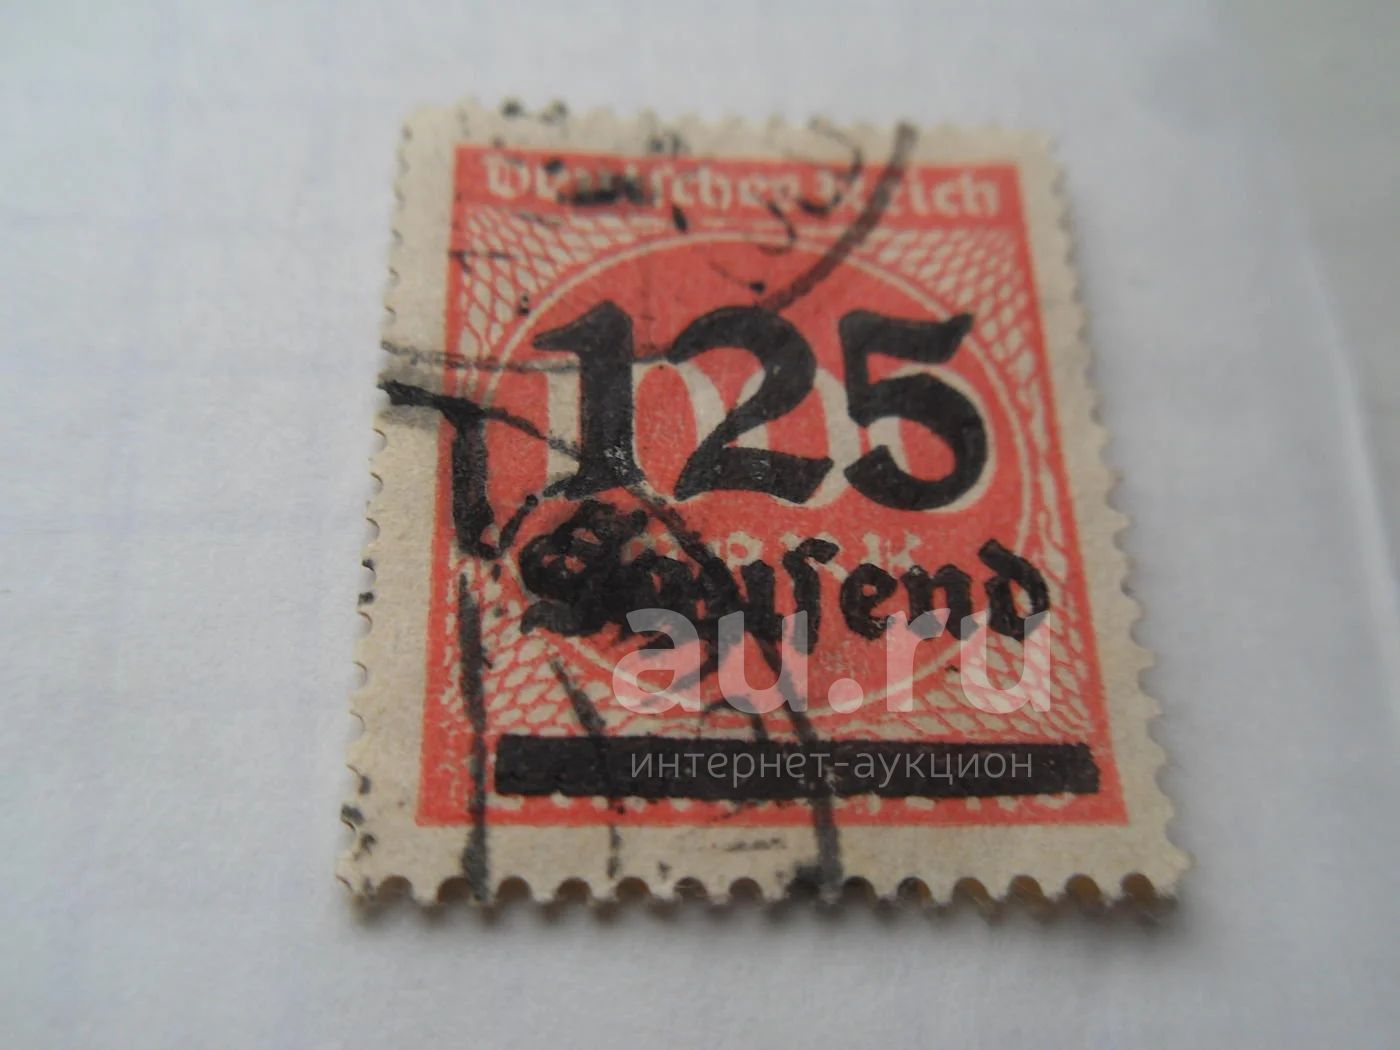 Deutsches Reich
125
Tausend
au.ru
интернет-аукцион